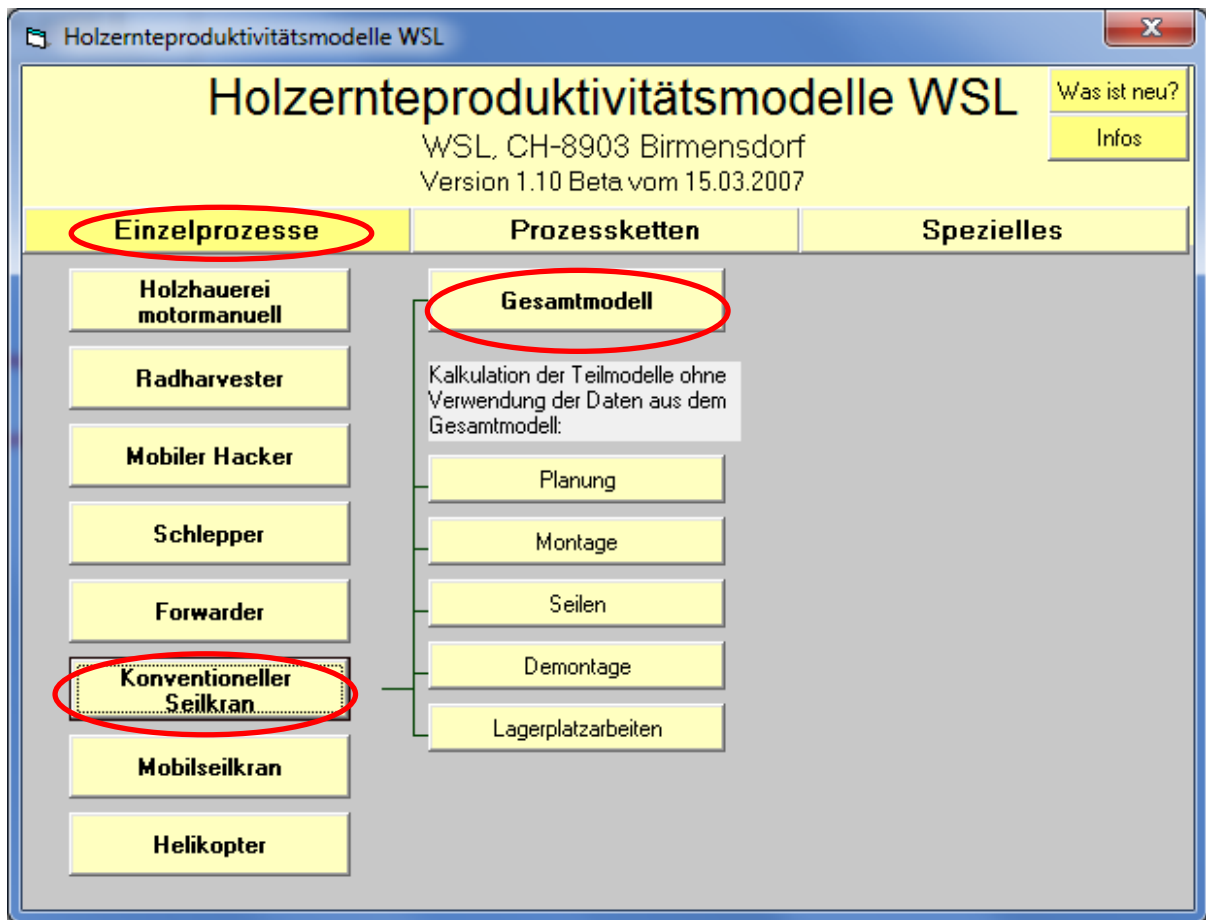 Holzernteproduktivitätsmodelle WSL
Holzernteproduktivitätsmodelle WSL
WSL, CH-8903 Birmensdorf
Version 1.10 Beta vom 15.03.2007
Was ist neu?
Infos
Einzelprozesse
Prozessketten
Spezielles
Holzhauerei
motormanuell
Radharvester
Mobiler Hacker
Schlepper
Forwarder
Konventioneller
Seilkran
Mobilseilkran
Helikopter
Gesamtmodell
Kalkulation der Teilmodelle ohne
Verwendung der Daten aus dem
Gesamtmodell:
Planung
Montage
Seilen
Demontage
Lagerplatzarbeiten